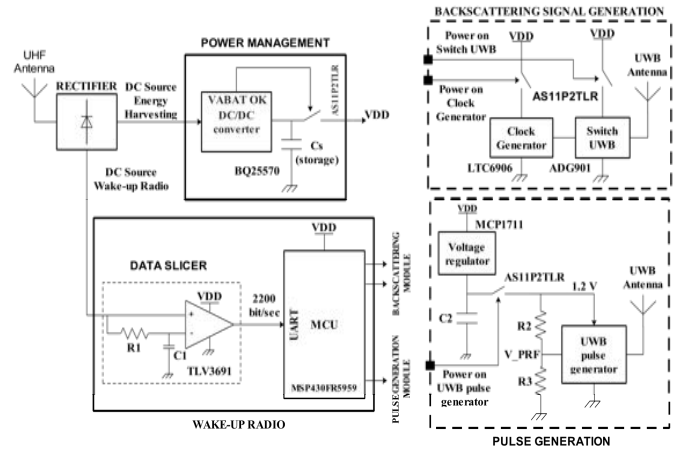 BACKSCATTERING SIGNAL GENERATION
UHF
Antenna
RECTIFIER
DC Source
Energy
Harvesting
DC Source
Wake-up Radio
POWER MANAGEMENT
VABAT OK
DC/DC
converter
AS11P2TLR
VDD
Cs
(storage)
BQ25570
Power on
Switch UWB
VDD
VDD
UWB
Antenna
Power on
Clock
Generator
AS11P2TLR
Clock
Generator
Switch
UWB
LTC6906
ADG901
DATA SLICER
VDD
+
-
R1
C1
TLV3691
2200
bit/sec
VDD
UART
MCU
MSP430FR5959
WAKE-UP RADIO
BACKSCATTERING
MODULE
PULSE GENERATION
MODULE
VDD
MCP1711
Voltage
regulator
AS11P2TLR
1.2 V
UWB
Antenna
C2
R2
V_PRF
R3
UWB
pulse
generator
Power on
UWB pulse
generator
PULSE GENERATION